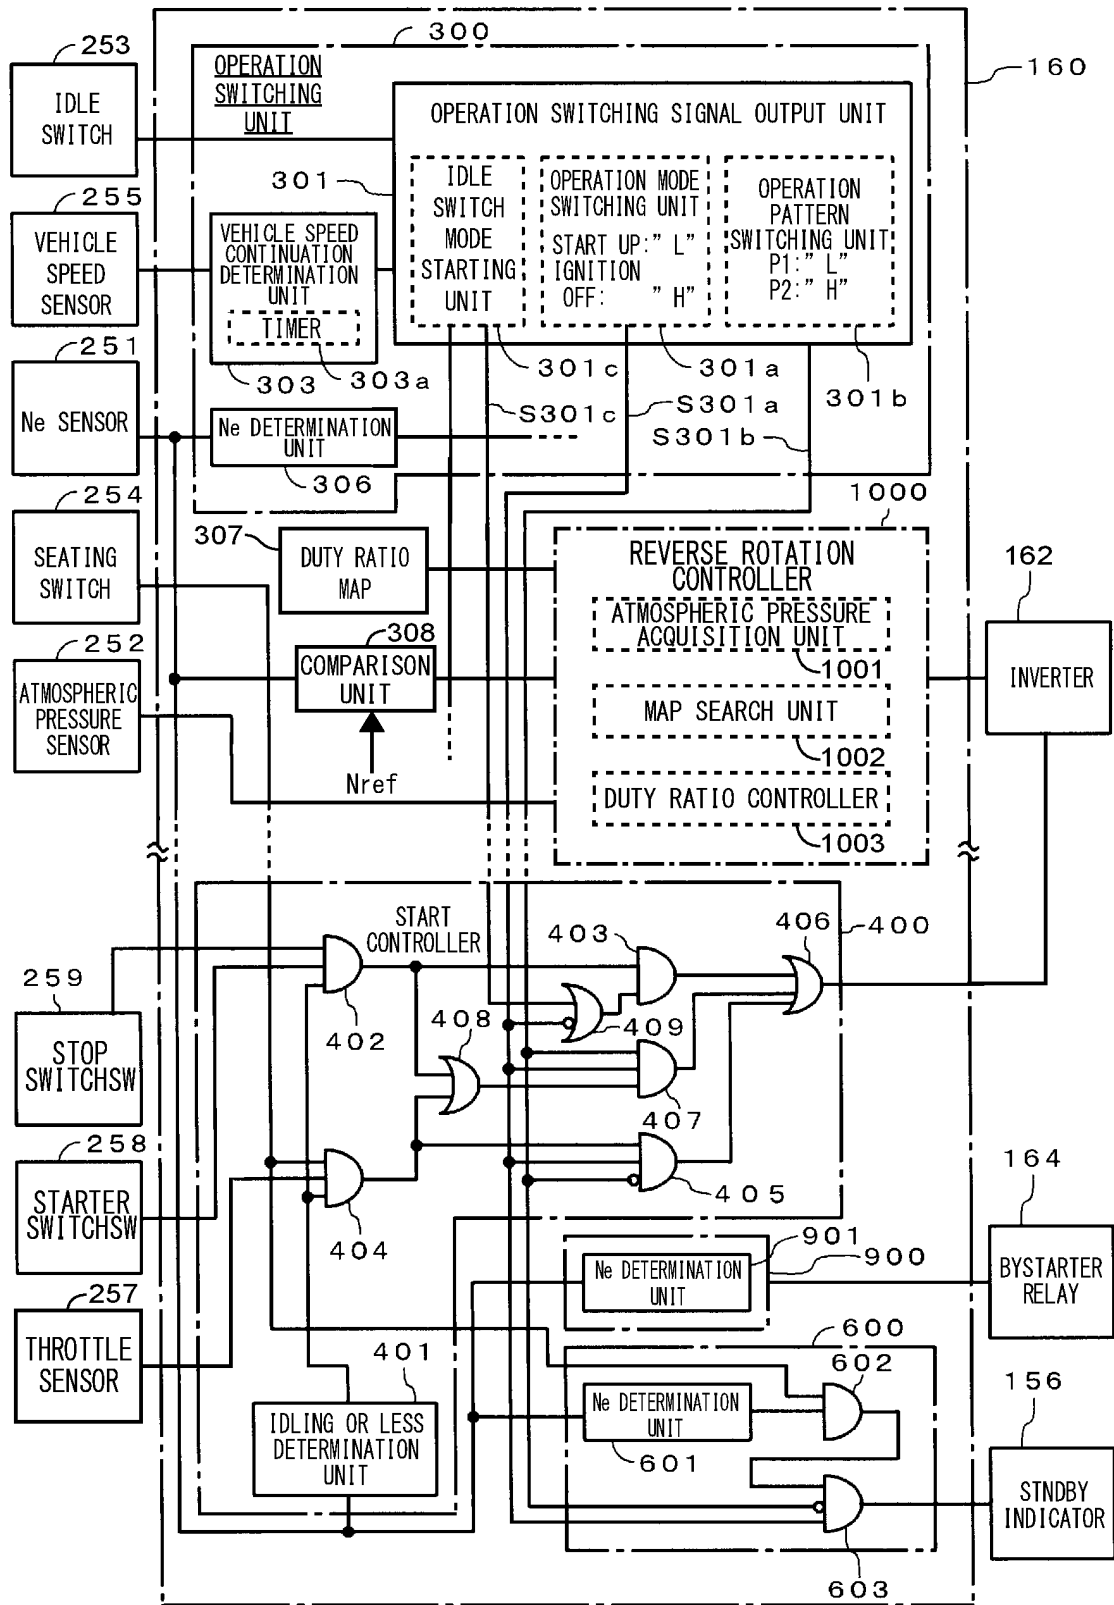 253
IDLE
SWITCH
255
VEHICLE
SPEED
SENSOR
251
Ne SENSOR
254
SEATING
SWITCH
252
ATMOSPHERIC
PRESSURE
SENSOR
300
160
OPERATION
SWITCHING
UNIT
OPERATION SWITCHING SIGNAL OUTPUT UNIT
301
IDLE
SWITCH
MODE
STARTING
UNIT
OPERATION MODE
SWITCHING UNIT
START UP:" L"
IGNITION
OFF: " H"
OPERATION
PATTERN
SWITCHING UNIT
P1:" L"
P2:" H"
VEHICLE SPEED
CONTINUATION
DETERMINATION
UNIT
TIMER
303
303a
301c
301a
301b
S301c
S301a
S301b
Ne DETERMINATION
UNIT
306
307
DUTY RATIO
MAP
1000
REVERSE ROTATION
CONTROLLER
ATMOSPHERIC PRESSURE
ACQUISITION UNIT
1001
MAP SEARCH UNIT
1002
DUTY RATIO CONTROLLER
1003
308
COMPARISON
UNIT
Nref
162
INVERTER
START
CONTROLLER
400
403
406
402
408
409
407
404
405
259
STOP
SWITCHSW
258
STARTER
SWITCHSW
257
THROTTLE
SENSOR
401
IDLING OR LESS
DETERMINATION
UNIT
901
900
Ne DETERMINATION
UNIT
164
BYSTARTER
RELAY
600
602
Ne DETERMINATION
UNIT
601
603
156
STNDBY
INDICATOR